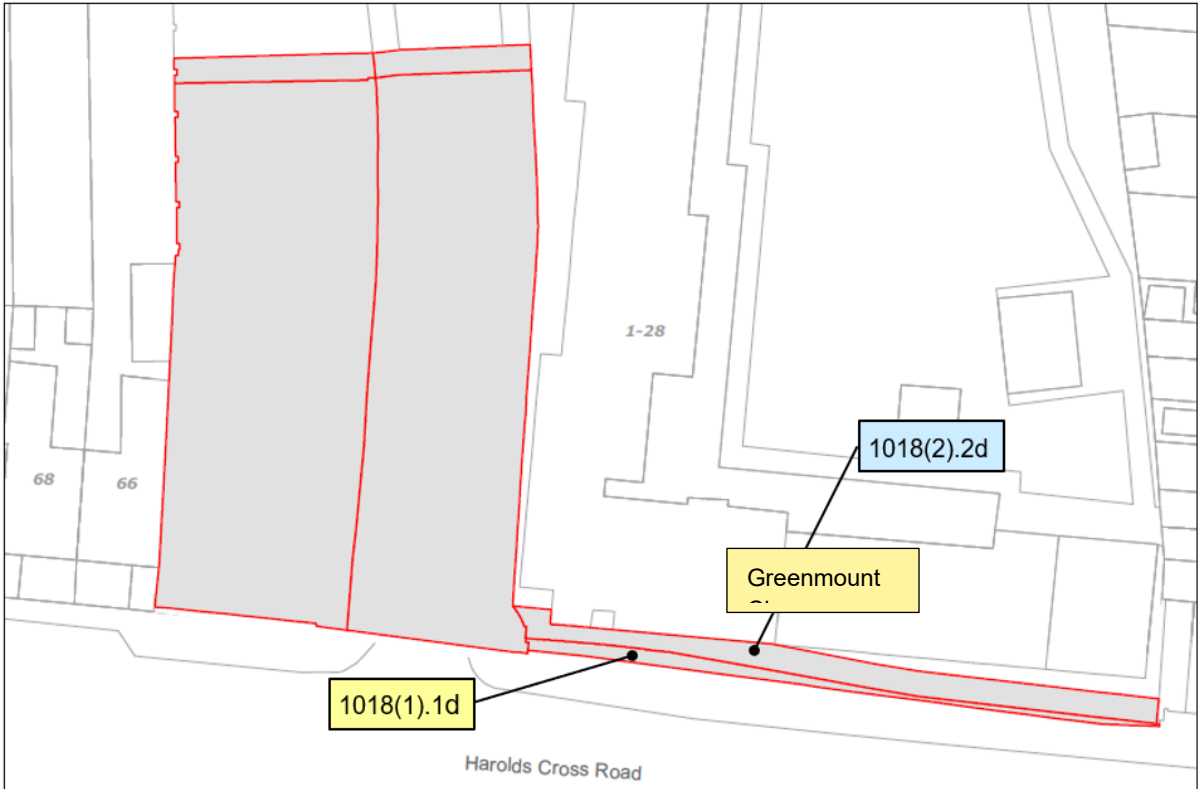 1-28
1018(2).2d
68
66
Greenmount
1018(1).1d
Harolds Cross Road